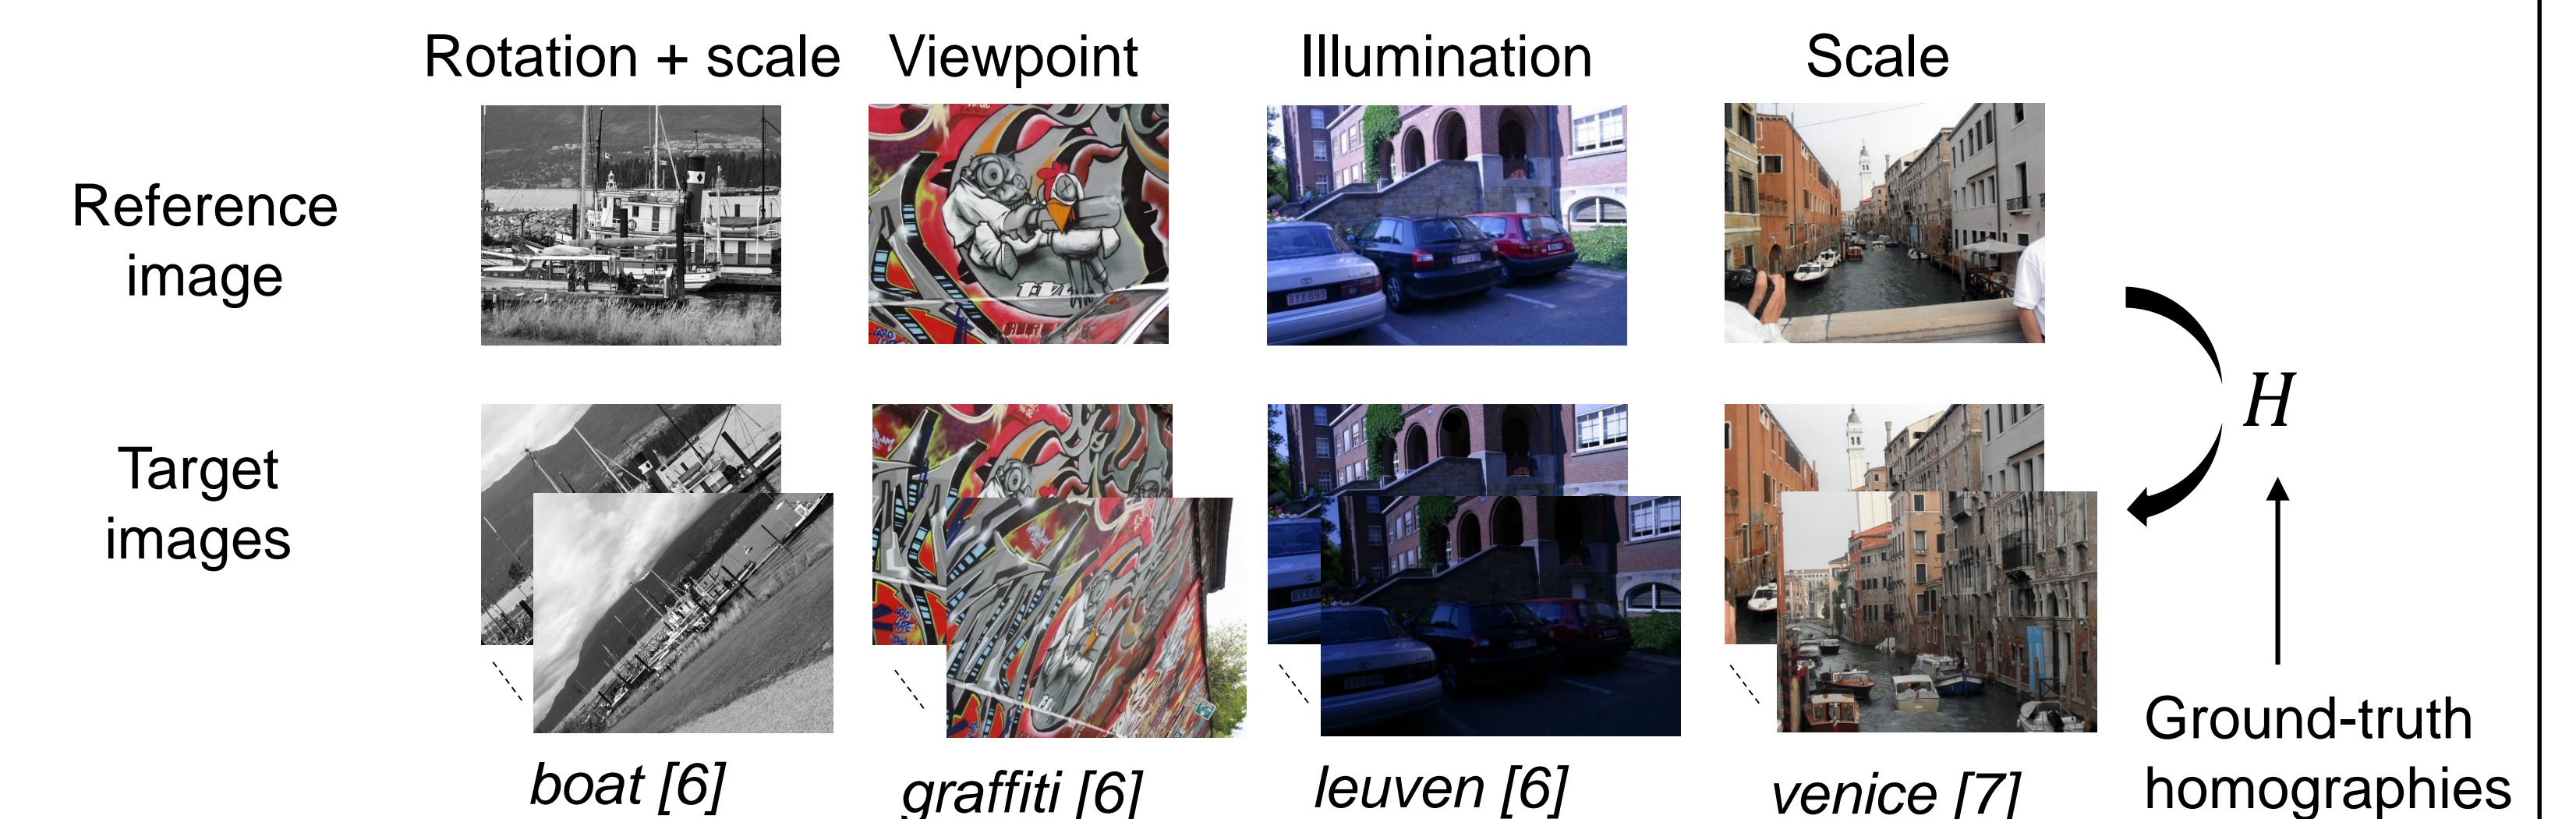 Rotation + scale Viewpoint Illumination Scale
Reference
image
H
Target
images
Ground-truth
homographies
boat [6] graffiti [6] leuven [6] venice [7]